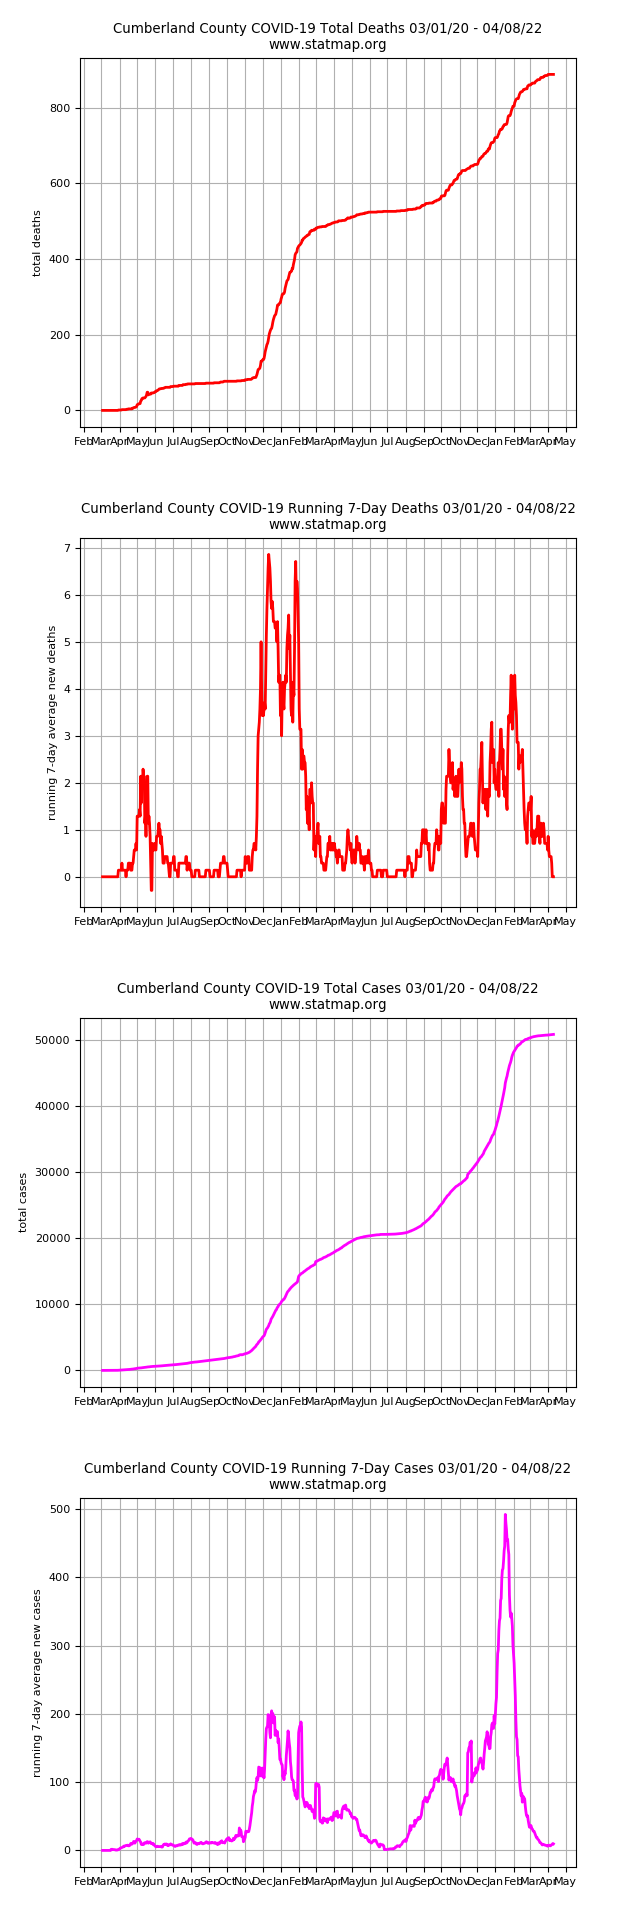 Cumberland County COVID-19 Total Deaths 03/01/20 - 04/08/22
www.statmap.org
800
600
400
200
0
total deaths
Feb Mar Apr May Jun Jul Aug Sep Oct Nov Dec Jan Feb Mar Apr May Jun Jul Aug Sep Oct Nov Dec Jan Feb Mar Apr May
Cumberland County COVID-19 Running 7-Day Deaths 03/01/20 - 04/08/22
www.statmap.org
7
6
5
4
3
2
1
0
running 7-day average new deaths
Feb Mar Apr May Jun Jul Aug Sep Oct Nov Dec Jan Feb Mar Apr May Jun Jul Aug Sep Oct Nov Dec Jan Feb Mar Apr May
Cumberland County COVID-19 Total Cases 03/01/20 - 04/08/22
www.statmap.org
50000
40000
30000
20000
10000
0
total cases
Feb Mar Apr May Jun Jul Aug Sep Oct Nov Dec Jan Feb Mar Apr May Jun Jul Aug Sep Oct Nov Dec Jan Feb Mar Apr May
Cumberland County COVID-19 Running 7-Day Cases 03/01/20 - 04/08/22
www.statmap.org
500
400
300
200
100
0
running 7-day average new cases
Feb Mar Apr May Jun Jul Aug Sep Oct Nov Dec Jan Feb Mar Apr May Jun Jul Aug Sep Oct Nov Dec Jan Feb Mar Apr May